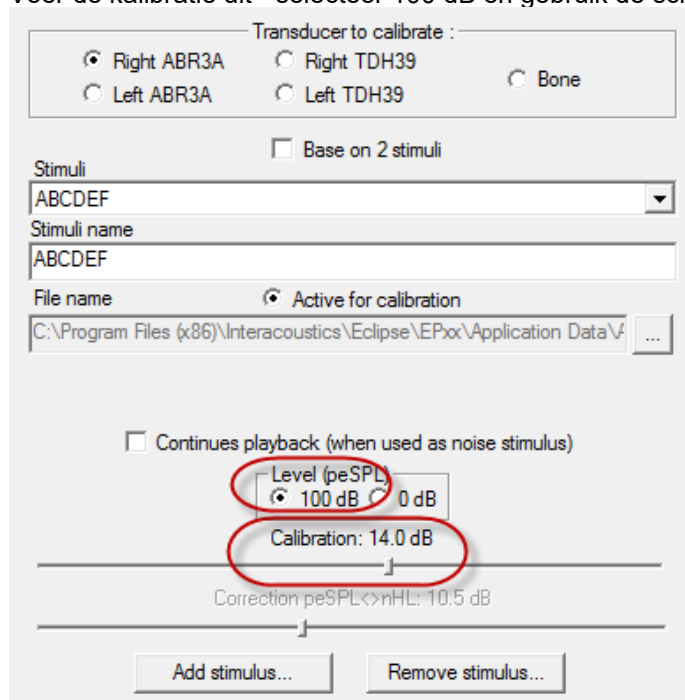 Voer de kalibratie uit - selecteer 100 dB en gebruik de
Transducer to calibrate :
Right ABR3A Right TDH39
Bone
Left ABR3A Left TDH39
Base on 2 stimuli
Stimuli
ABCDEF
Stimuli name
ABCDEF
File name Active for calibration
C:\Program Files (x86)\Interacoustics\Eclipse\EPxx\Application Data\A ...
Continues playback (when used as noise stimulus)
Level (peSPL)
100 dB 0 dB
Calibration: 14.0 dB
Correction peSPL<>nHL: 10.5 dB
Add stimulus... Remove stimulus...